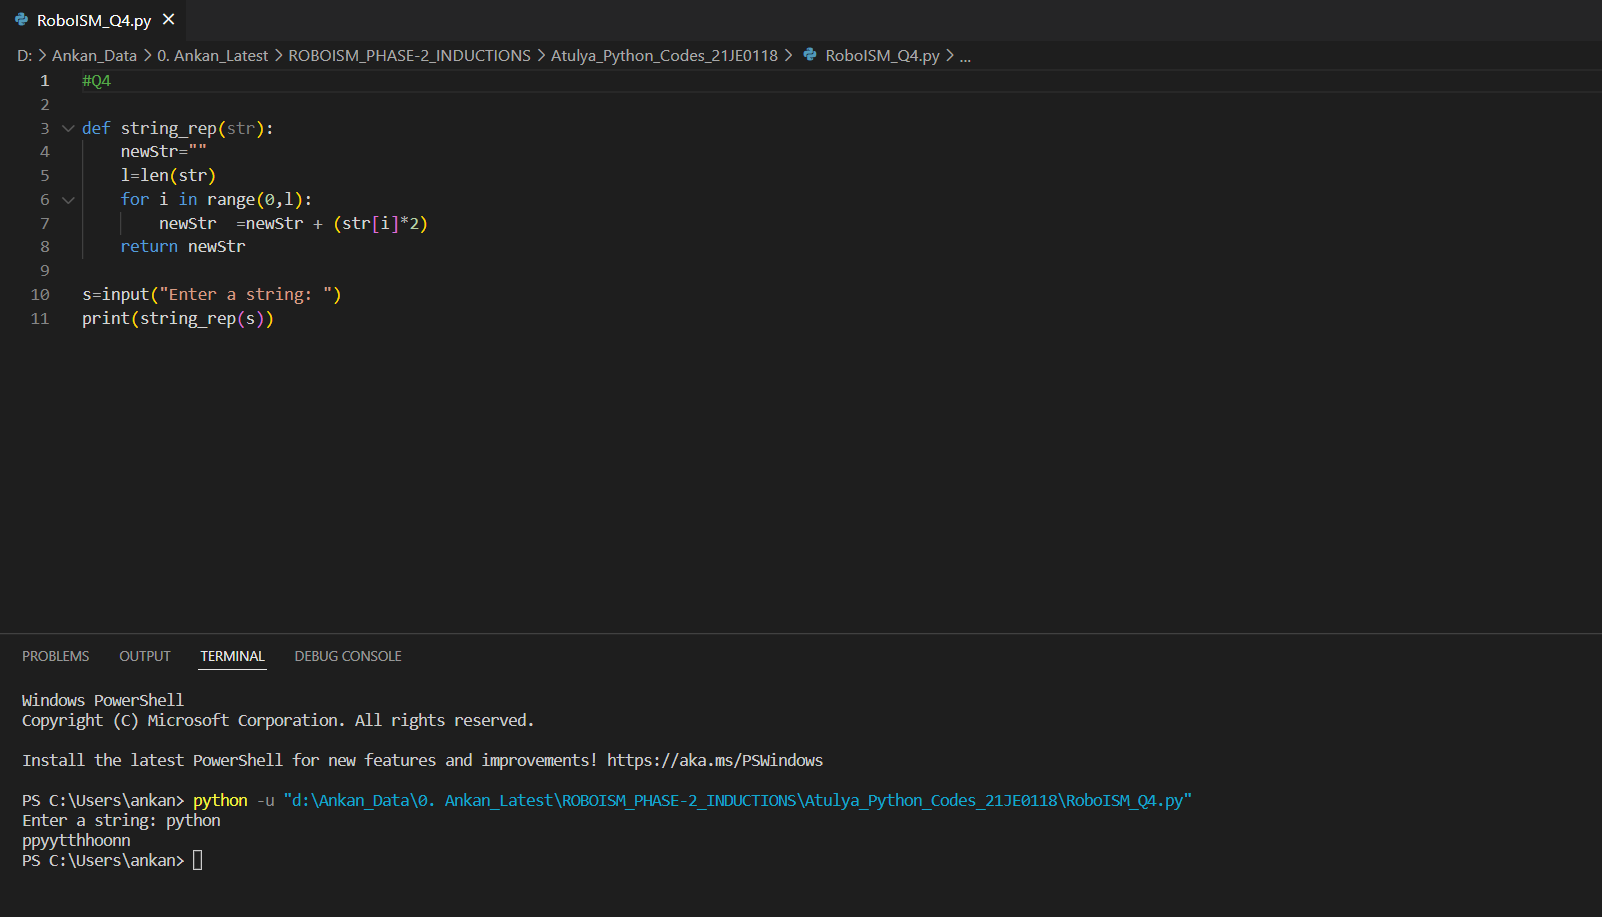 RoboISM_Q4.py
D: > Ankan_Data > 0. Ankan_Latest > ROBOISM_PHASE-2_INDUCTIONS > Atulya_Python_Codes_21JE0118 > RoboISM_Q4.py > ...
1 #Q4
2
3 def string_rep(str):
4     newStr=""
5     l=len(str)
6     for i in range(0,l):
7         newStr  =newStr + (str[i]*2)
8     return newStr
9
10 s=input("Enter a string: ")
11 print(string_rep(s))
PROBLEMS OUTPUT TERMINAL DEBUG CONSOLE
Windows PowerShell
Copyright (C) Microsoft Corporation. All rights reserved.
Install the latest PowerShell for new features and improvements! https://aka.ms/PSWindows
PS C:\Users\ankan> python -u "d:\Ankan_Data\0. Ankan_Latest\ROBOISM_PHASE-2_INDUCTIONS\Atulya_Python_Codes_21JE0118\RoboISM_Q4.py"
Enter a string: python
ppyytthhoonn
PS C:\Users\ankan>